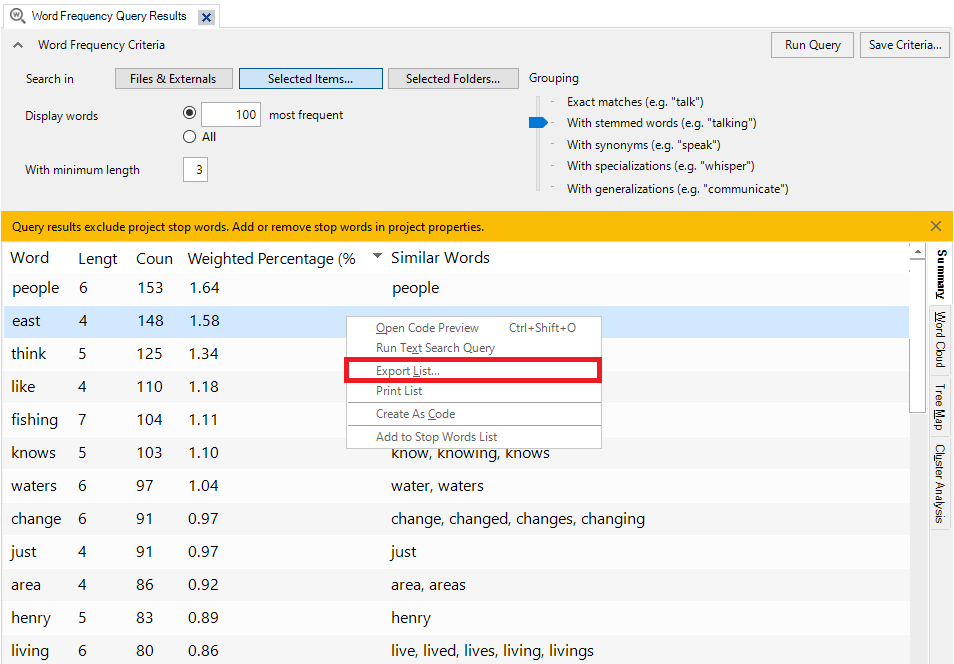 Word Frequency Query Results
Word Frequency Criteria
Run Query
Save Criteria...
Search in
Files & Externals
Selected Items...
Selected Folders...
Grouping
Display words
100
most frequent
All
With minimum length
3
Exact matches (e.g. "talk")
With stemmed words (e.g. "talking")
With synonyms (e.g. "speak")
With specializations (e.g. "whisper")
With generalizations (e.g. "communicate")
Query results exclude project stop words. Add or remove stop words in project properties.
Word Lengt Coun Weighted Percentage (% Similar Words
people 6 153 1.64 people
east 4 148 1.58
think 5 125 1.34
like 4 110 1.18
fishing 7 104 1.11
knows 5 103 1.10 know, knowing, knows
waters 6 97 1.04 water, waters
change 6 91 0.97 change, changed, changes, changing
just 4 91 0.97 just
area 4 86 0.92 area, areas
henry 5 83 0.89 henry
living 6 80 0.86 live, lived, lives, living, livings
Open Code Preview Ctrl+Shift+O
Run Text Search Query
Export List...
Print List
Create As Code
Add to Stop Words List
Summary
Word Cloud
Tree Map
Cluster Analysis